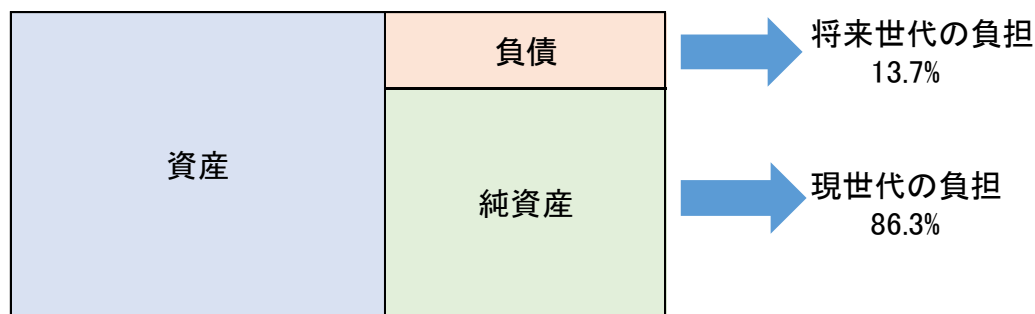 資産
負債
純資産
将来世代の負担
13.7%
現世代の負担
86.3%